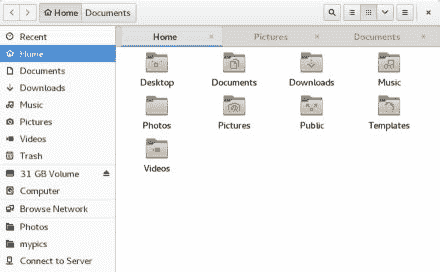 Home Documents
Home Pictures Documents
Recent
Home
Documents
Downloads
Music
Pictures
Videos
Trash
31 GB Volume
Computer
Browse Network
Photos
mypics
Connect to Server
Desktop Documents Downloads Music
Photos Pictures Public Templates
Videos